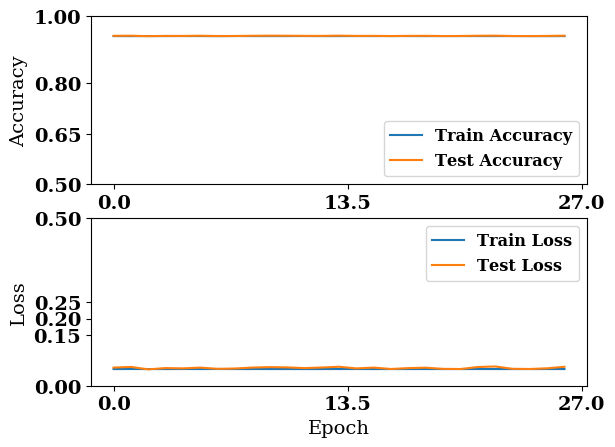 1.00
0.80
0.65
0.50
Accuracy
Train Accuracy
Test Accuracy
0.0 13.5 27.0
0.50
0.25
0.20
0.15
0.00
Loss
Train Loss
Test Loss
0.0 13.5 27.0
Epoch